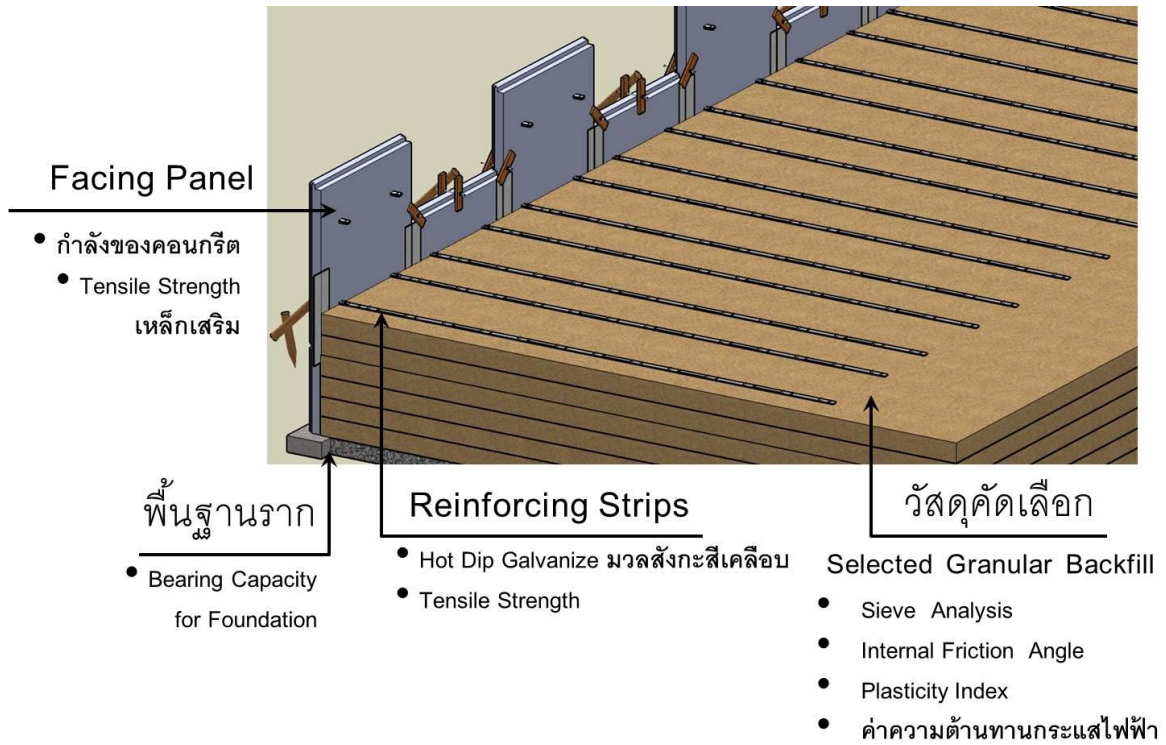 Facing Panel
• กำลังของคอนกรีต
• Tensile Strength
เหล็กเสริม
พื้นฐานราก
• Bearing Capacity
for Foundation
Reinforcing Strips
• Hot Dip Galvanize มวลสังกะสีเคลือบ
• Tensile Strength
วัสดุคัดเลือก
Selected Granular Backfill
• Sieve Analysis
• Internal Friction Angle
• Plasticity Index
• ค่าความต้านทานกระแสไฟฟ้า